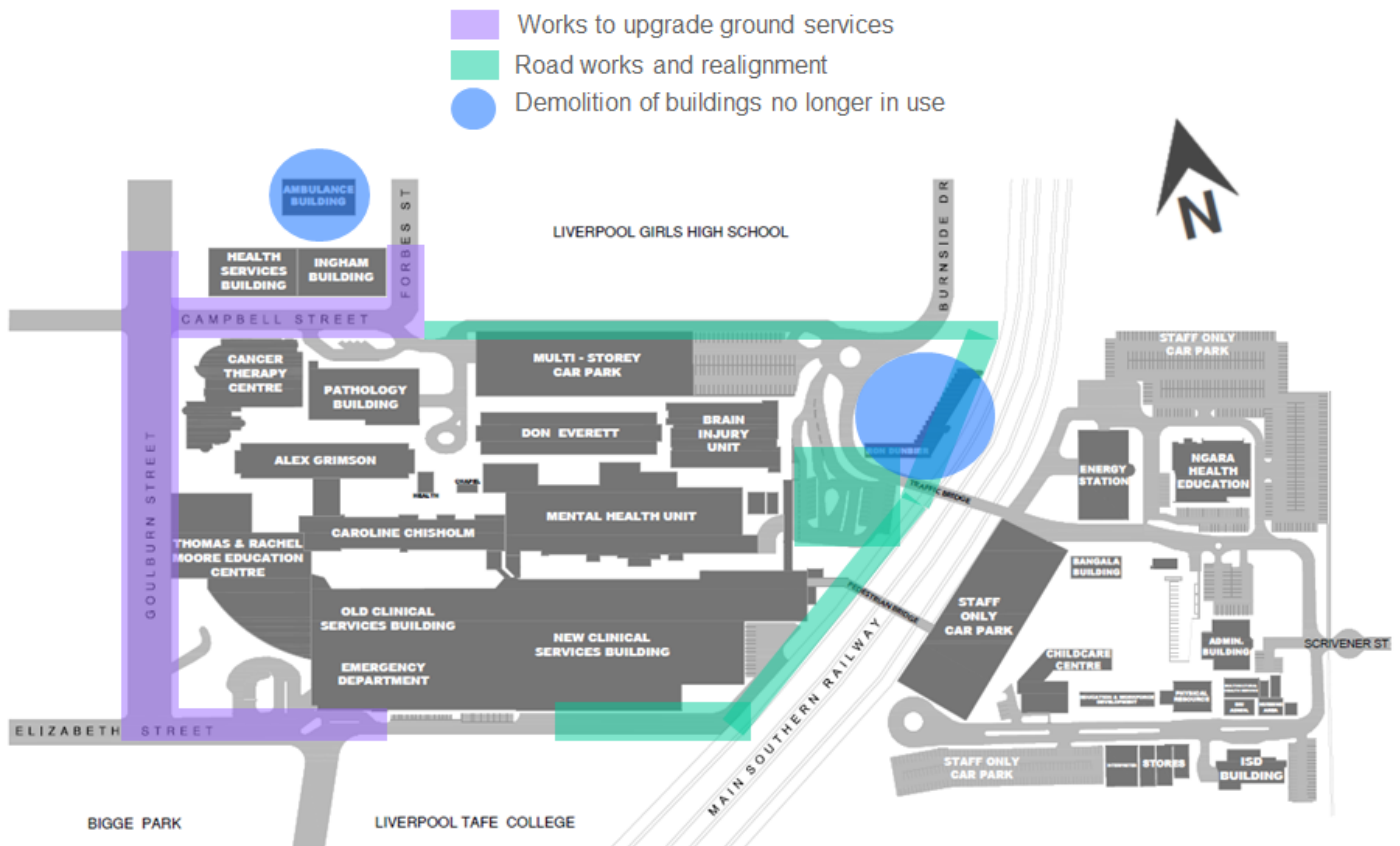 Works to upgrade ground services
Road works and realignment
Demolition of buildings no longer in use
N
AMBULANCE
BUILDING
FORBES ST
LIVERPOOL GIRLS HIGH SCHOOL
BURNSIDE DR
HEALTH
SERVICES
BUILDING
INGHAM
BUILDING
CAMPBELL STREET
CANCER
THERAPY
CENTRE
PATHOLOGY
BUILDING
MULTI - STOREY
CAR PARK
STAFF ONLY
CAR PARK
DON EVERETT
BRAIN
INJURY
UNIT
RON DUNBIER
ALEX GRIMSON
HEALTH
CHAPEL
ENERGY
STATION
NGARA
HEALTH
EDUCATION
TRAFFIC BRIDGE
GOULBURN STREET
CAROLINE CHISHOLM
MENTAL HEALTH UNIT
THOMAS & RACHEL
MOORE EDUCATION
CENTRE
BANGALA
BUILDING
PEDESTRIAN BRIDGE
STAFF
ONLY
CAR PARK
OLD CLINICAL
SERVICES BUILDING
NEW CLINICAL
SERVICES BUILDING
EMERGENCY
DEPARTMENT
CHILDCARE
CENTRE
ADMIN.
BUILDING
SCRIVENER ST
PHYSICAL
RESOURCE
ELIZABETH STREET
MAIN SOUTHERN RAILWAY
STAFF ONLY
CAR PARK
STORES
ISD
BUILDING
BIGGE PARK
LIVERPOOL TAFE COLLEGE